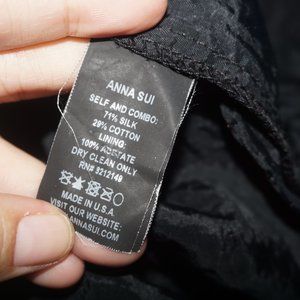 ANNA SUI
SELF AND COMBO:
71% SILK
29% COTTON
LINING:
100% ACETATE
DRY CLEAN ONLY
RN# 9212149
MADE IN U.S.A.
VISIT OUR WEBSITE:
ANNASUI.COM